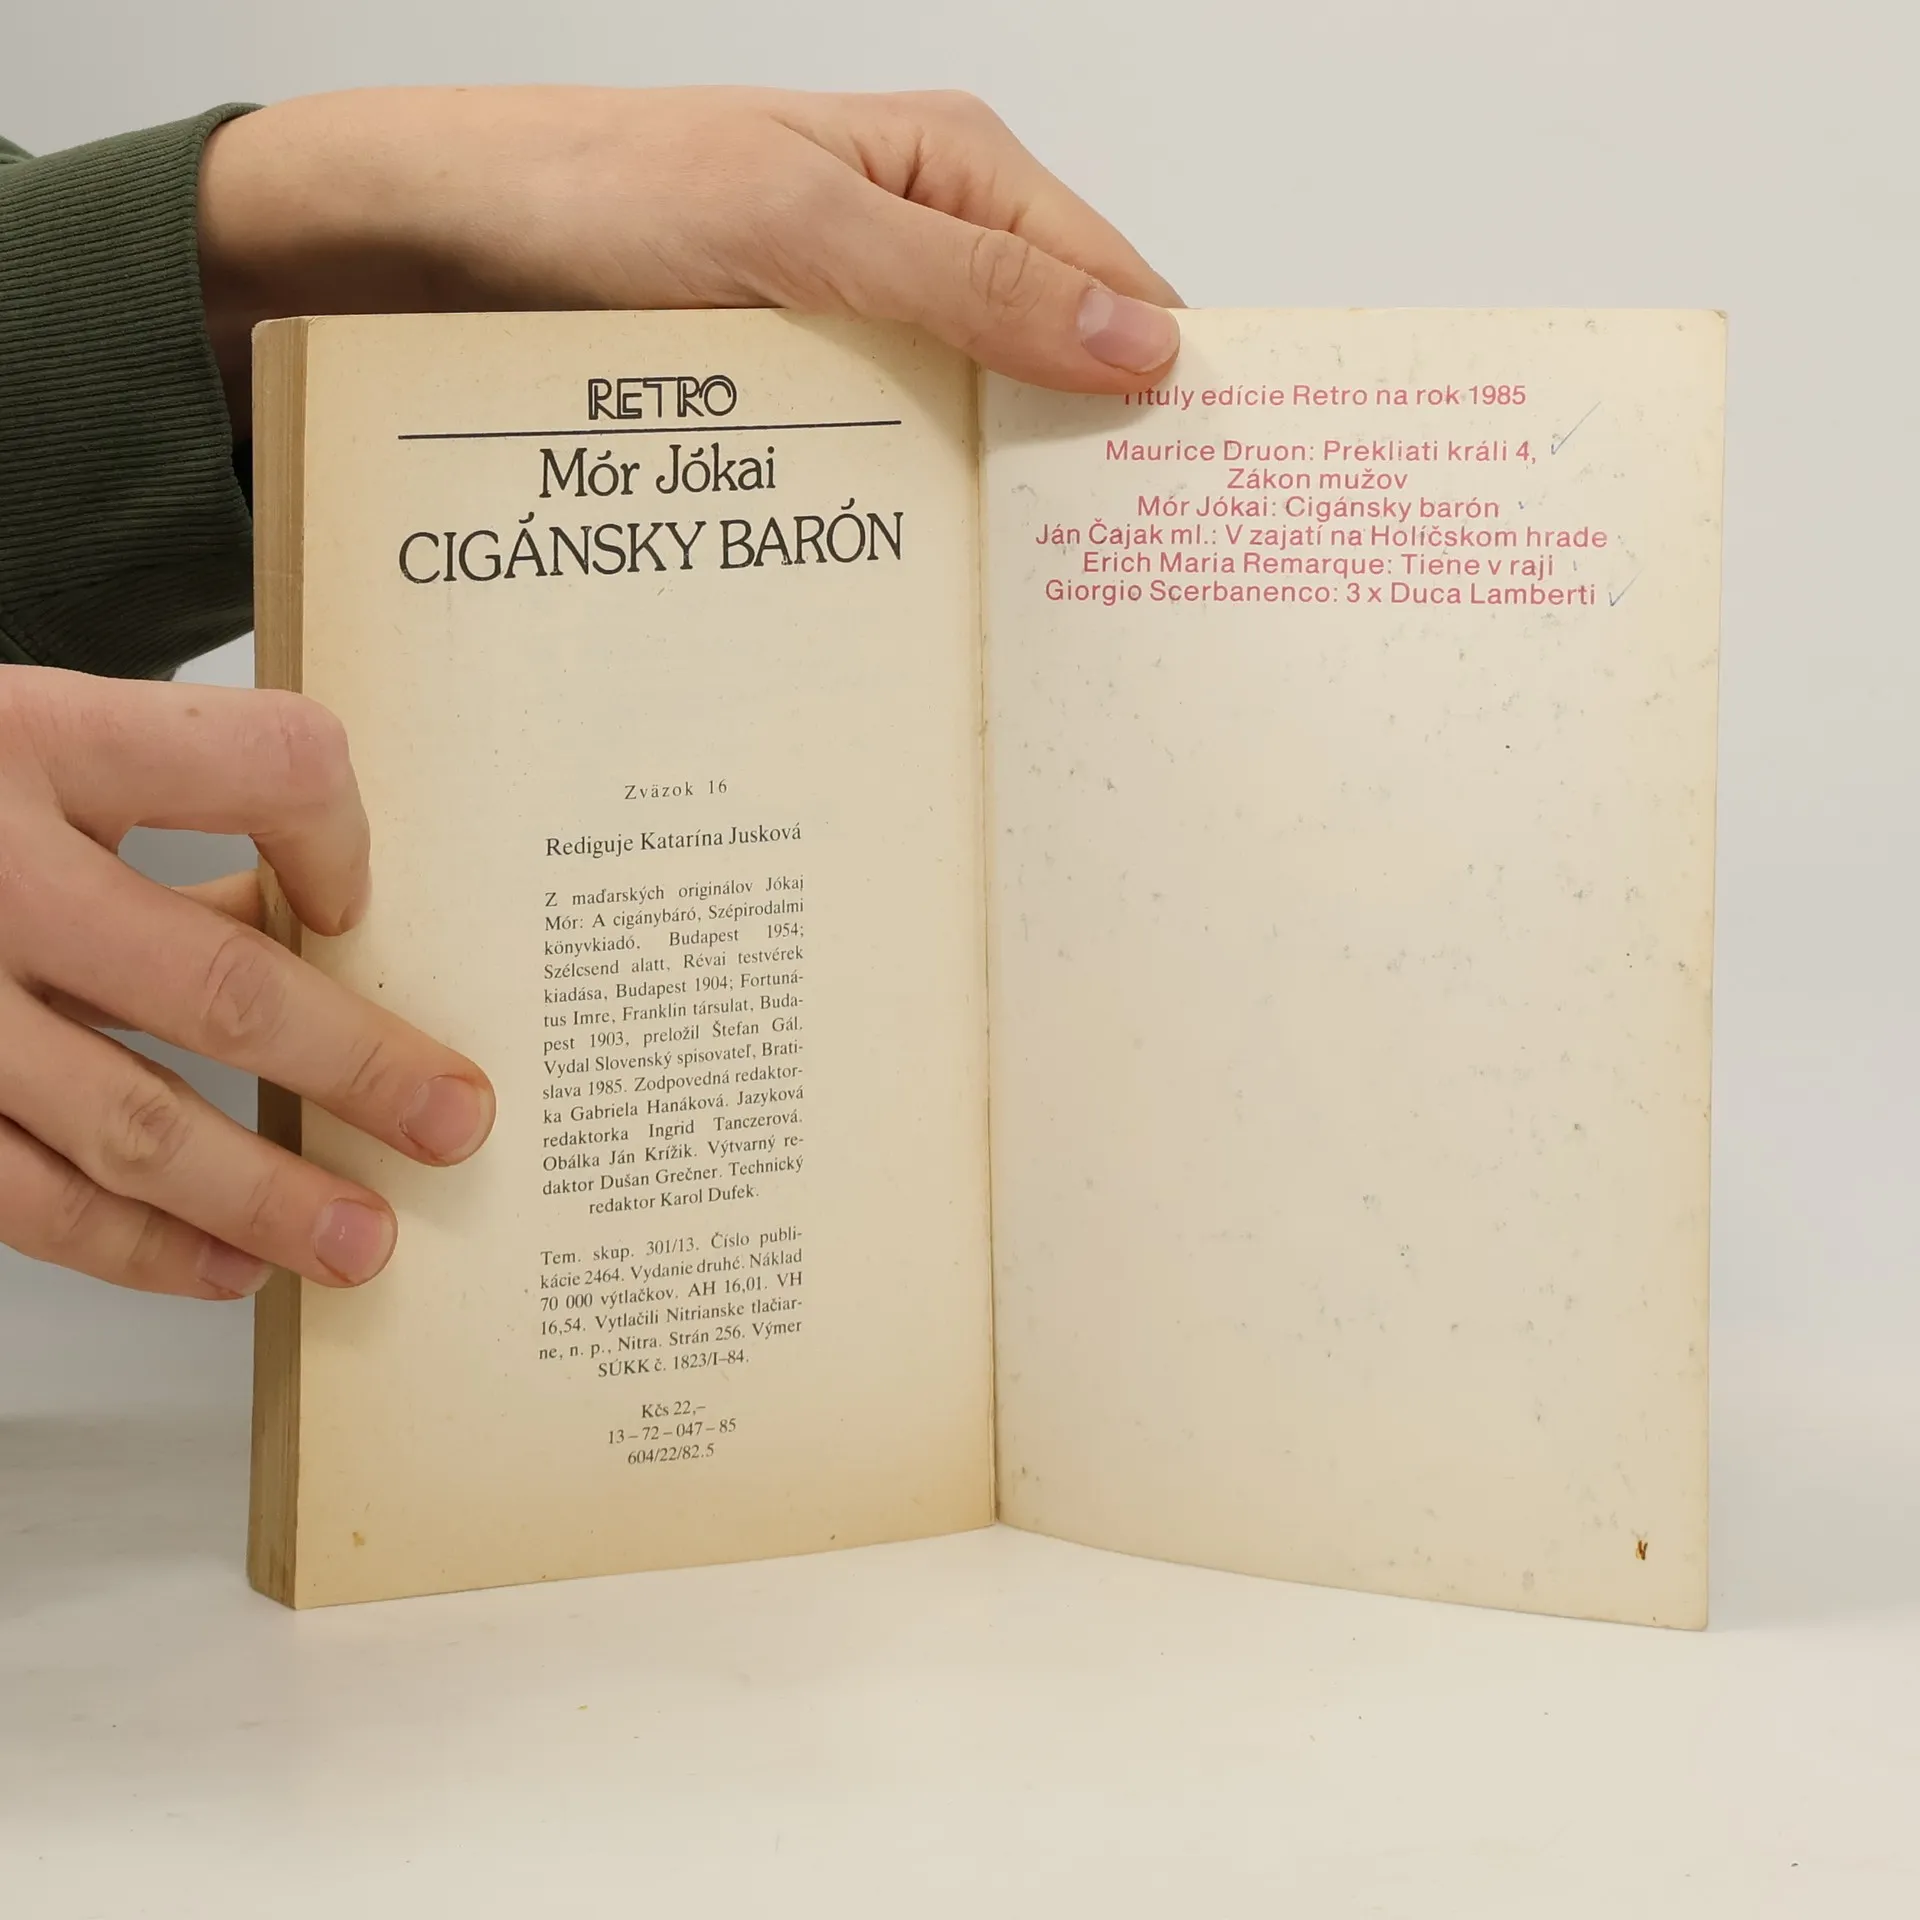 RETRO
Mór Jókai
CIGÁNSKY BARÓN
Zväzok 16
Rediguje Katarína Jusková
Z maďarských originálov Jókai
Mór: A cigánybáró, Szépirodalmi
könyvkiadó, Budapest 1954;
Szélcsend alatt, Révai testvérek
kiadása, Budapest 1904; Fortuná-
tus Imre, Franklin társulat, Buda-
pest 1903, preložil Štefan Gál.
Vydal Slovenský spisovateľ, Brati-
slava 1985. Zodpovedná redaktor-
ka Gabriela Hanáková. Jazyková
redaktorka Ingrid Tanczerová.
Obálka Ján Krížik. Výtvarný re-
daktor Dušan Grečner. Technický
redaktor Karol Dufek.
Tem. skup. 301/13. Číslo publi-
kácie 2464. Vydanie druhé. Náklad
70 000 výtlačkov. AH 16,01. VH
16,54. Vytlačili Nitrianske tlačiar-
ne, n. p., Nitra. Strán 256. Výmer
SÚKK č. 1823/I–84.
Kčs 22,–
13 – 72 – 047 – 85
604/22/82.5
Tituly edície Retro na rok 1985
Maurice Druon: Prekliati králi 4,
Zákon mužov
Mór Jókai: Cigánsky barón
Ján Čajak ml.: V zajatí na Holíčskom hrade
Erich Maria Remarque: Tiene v raji
Giorgio Scerbanenco: 3 x Duca Lamberti